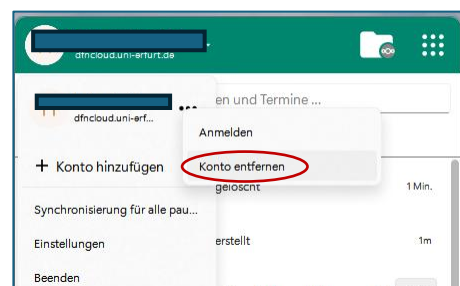 dfncloud.uni-erfurt.de
en und Termine ...
dfncloud.uni-erf...
Anmelden
+ Konto hinzufügen
Konto entfernen
gelöscht
1 Min.
Synchronisierung für alle pau...
Einstellungen
erstellt
1m
Beenden